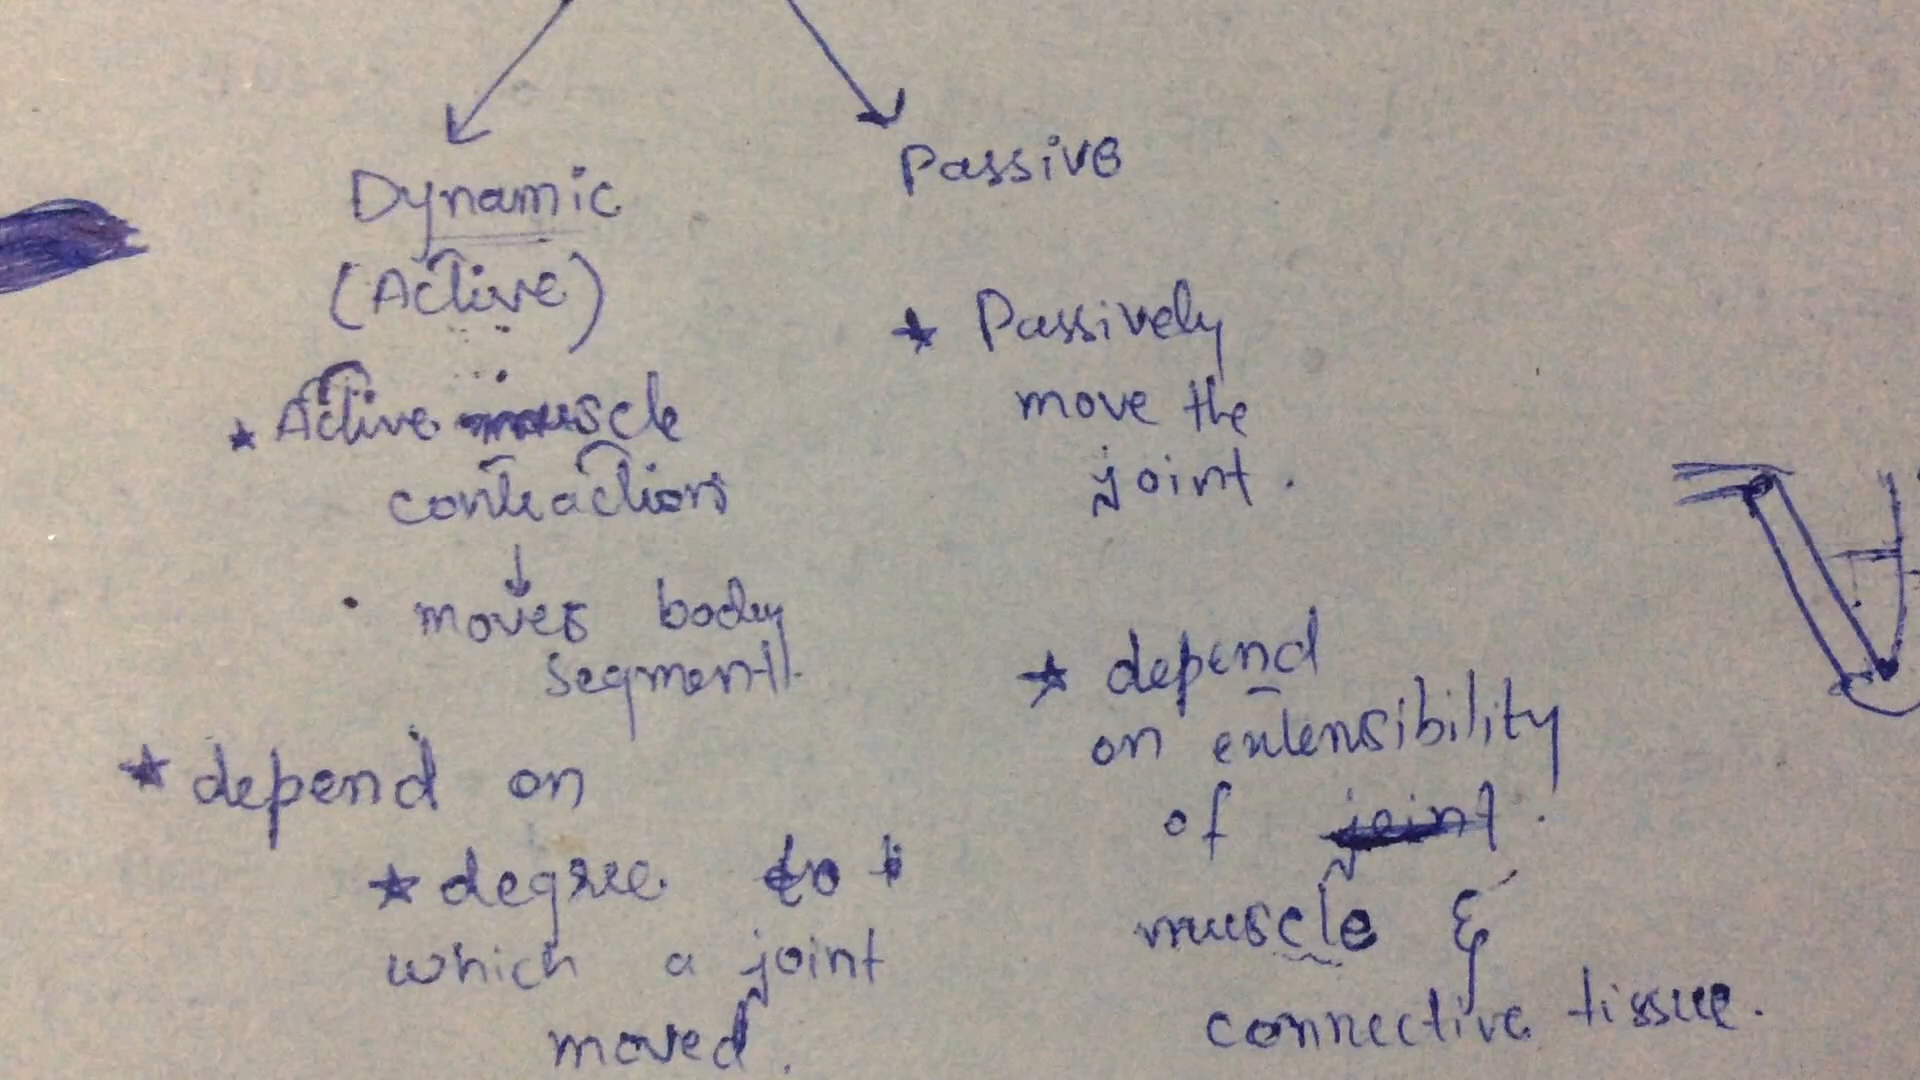 Dynamic
(Active)
★ Active muscle
contractions
↓
• moves body
segment.
★ depend on
★ degree to
which a joint
moved.
Passive
★ Passively
move the
joint.
★ depend
on extensibility
of joint.
muscle &
connective tissue.